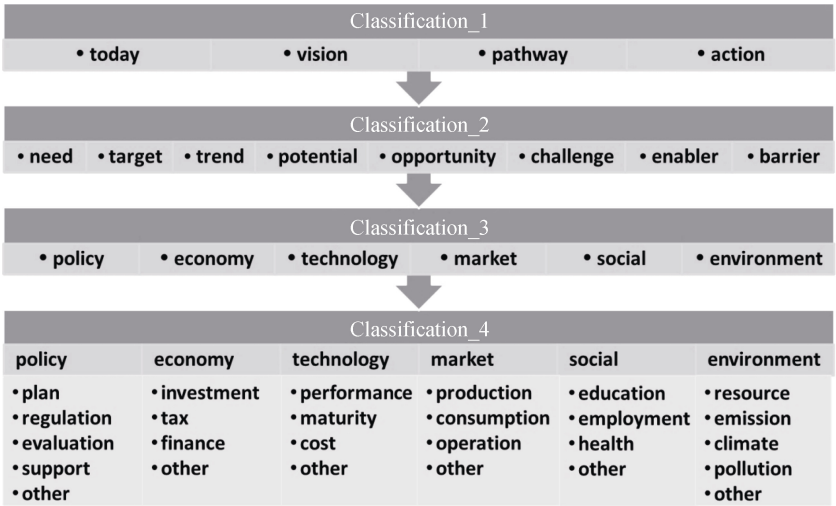 Classification_1
• today • vision • pathway • action
Classification_2
• need • target • trend • potential • opportunity • challenge • enabler • barrier
Classification_3
• policy • economy • technology • market • social • environment
Classification_4
policy economy technology market social environment
• plan • investment • performance • production • education • resource
• regulation • tax • maturity • consumption • employment • emission
• evaluation • finance • cost • operation • health • climate
• support • other • other • other • other • pollution
• other • other